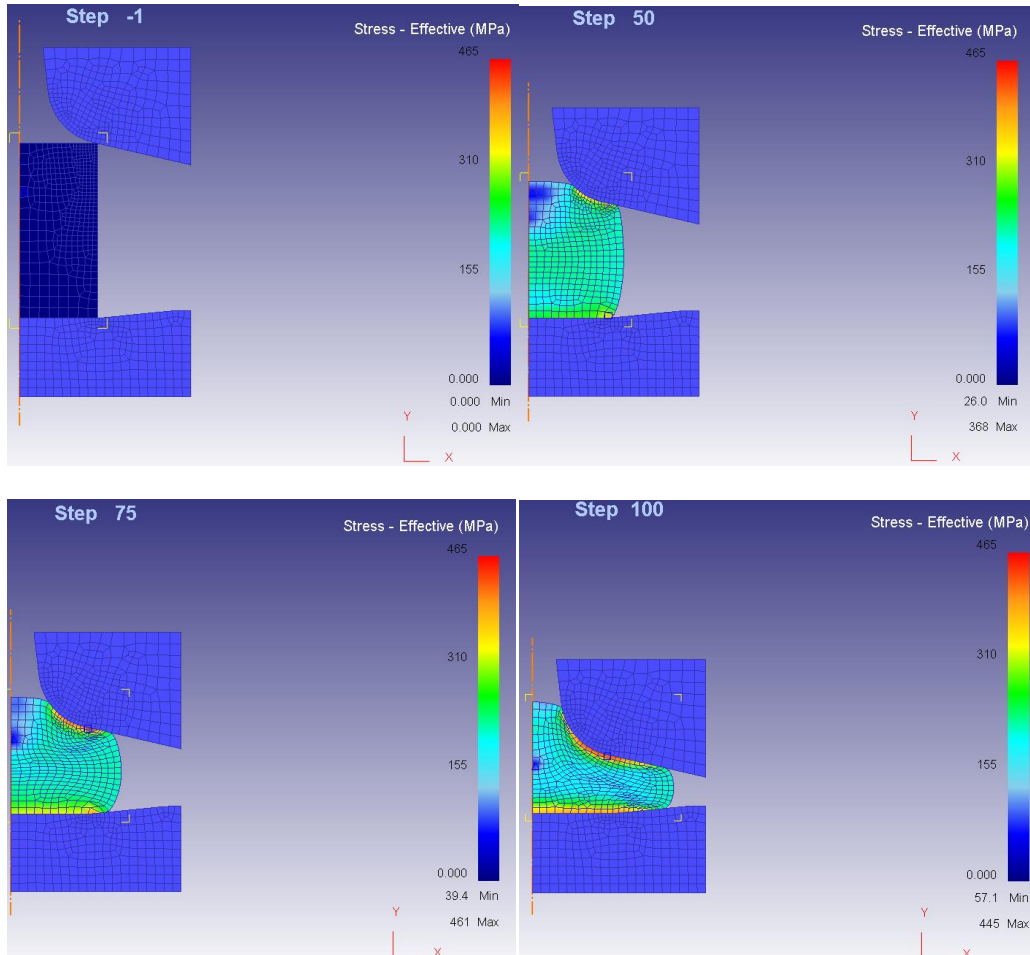 Step -1
Stress - Effective (MPa)
465
310
155
0.000
0.000 Min
0.000 Max
Y
X
Step 50
Stress - Effective (MPa)
465
310
155
0.000
26.0 Min
368 Max
Y
X
Step 75
Stress - Effective (MPa)
465
310
155
0.000
39.4 Min
461 Max
Y
X
Step 100
Stress - Effective (MPa)
465
310
155
0.000
57.1 Min
445 Max
Y
X